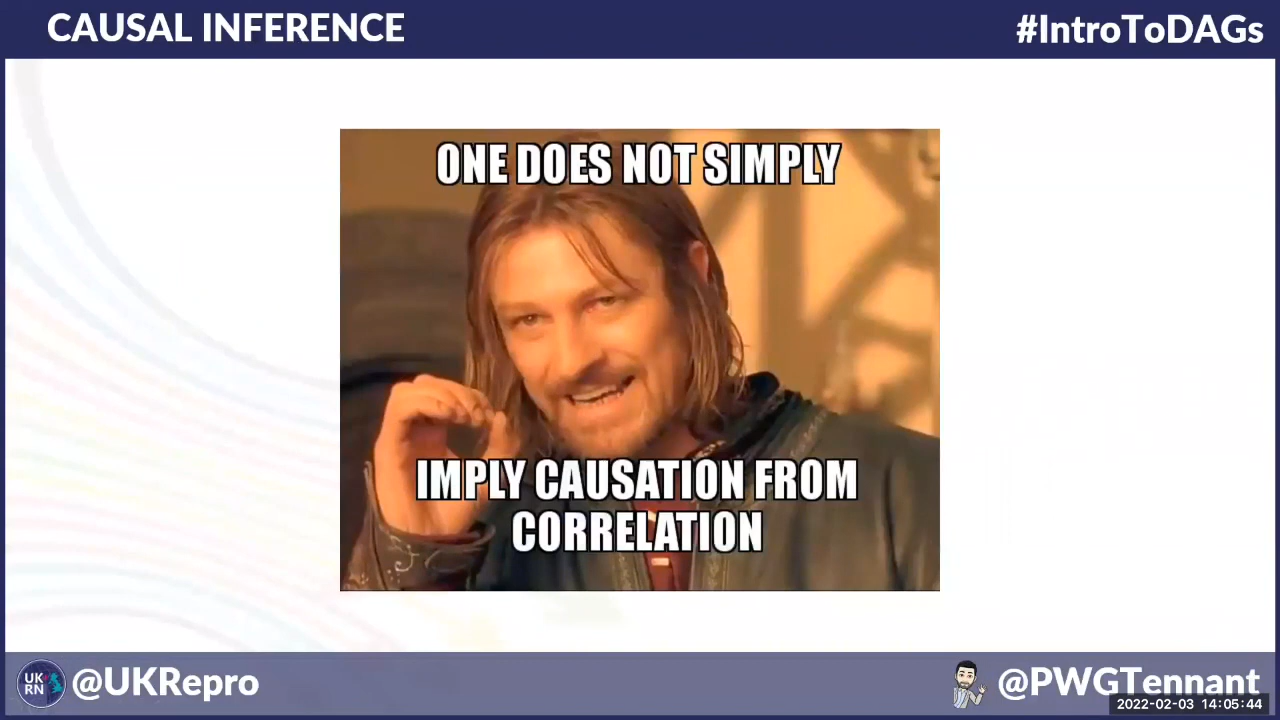 CAUSAL INFERENCE
#IntroToDAGs
ONE DOES NOT SIMPLY
IMPLY CAUSATION FROM
CORRELATION
UK
RN
@UKRepro
@PWGTennant
2022-02-03 14:05:44